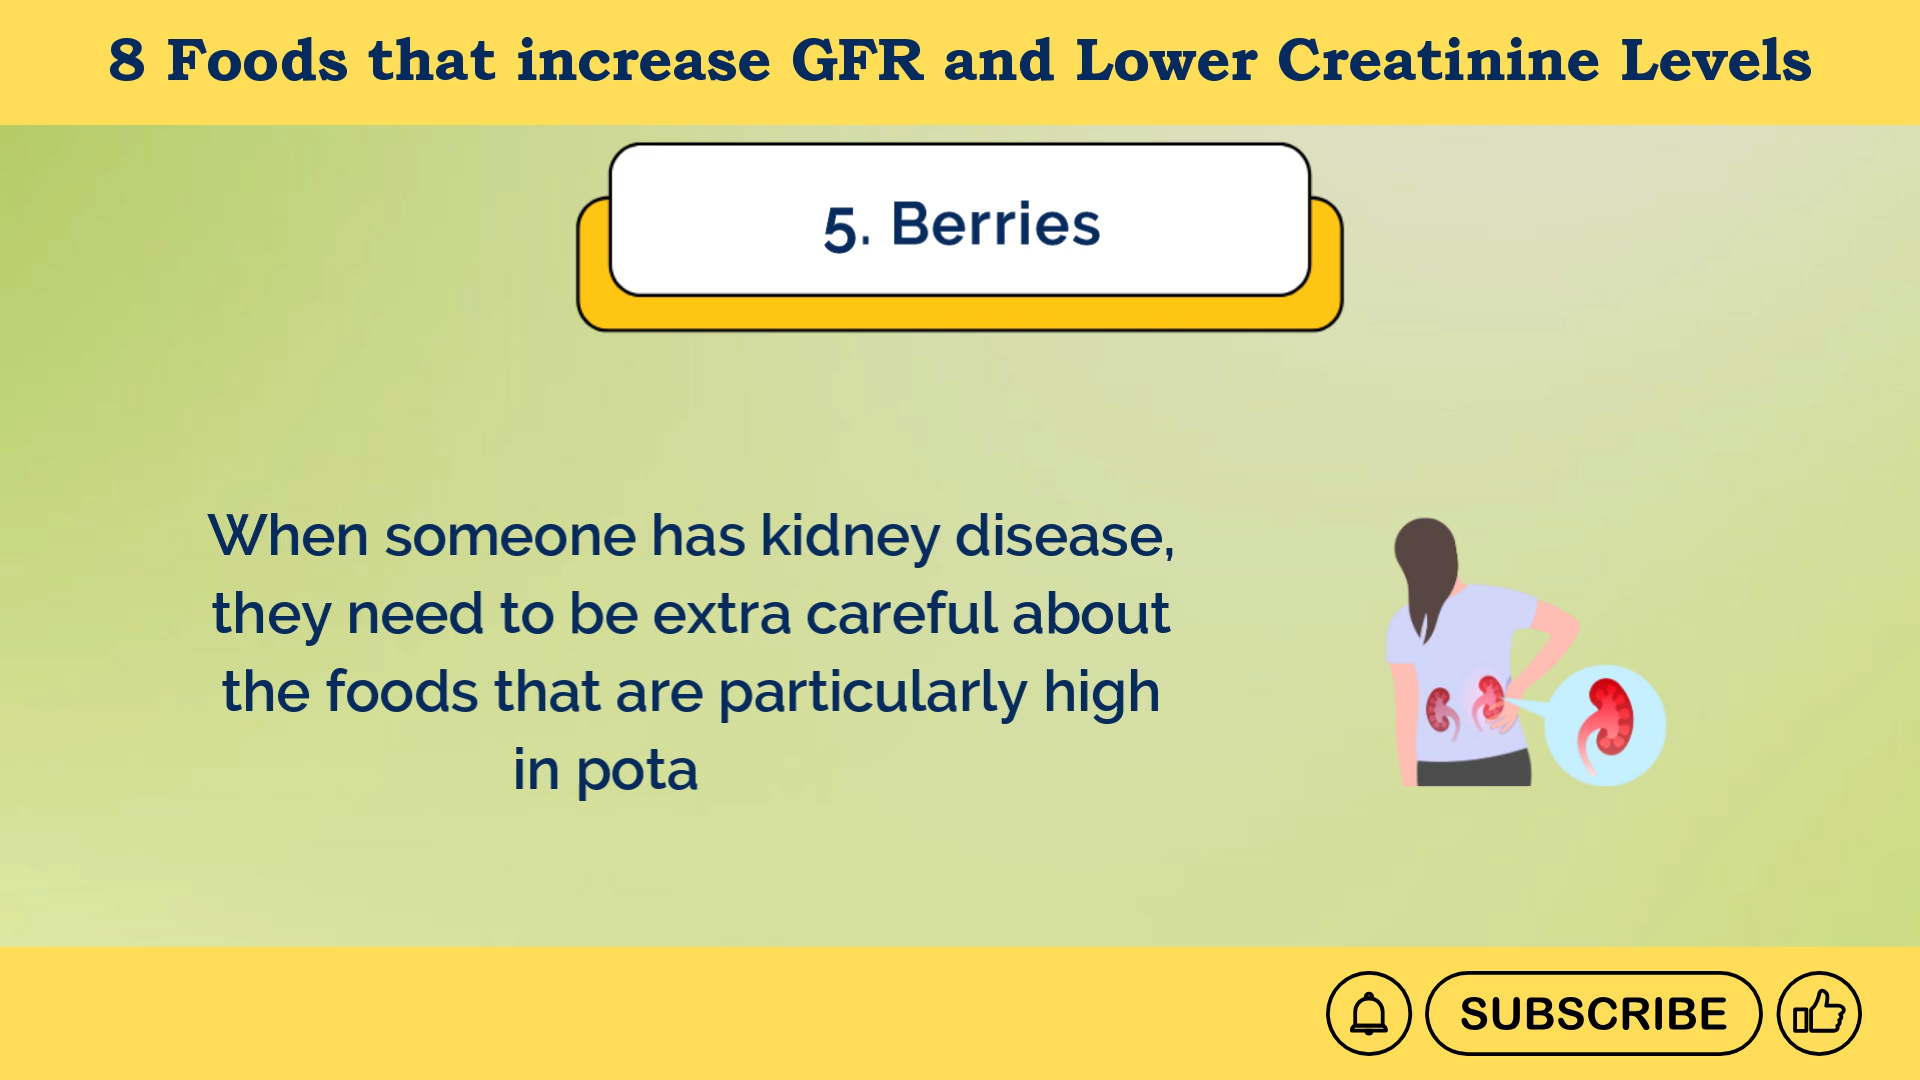 8 Foods that increase GFR and Lower Creatinine Levels
5. Berries
When someone has kidney disease,
they need to be extra careful about
the foods that are particularly high
in pota
SUBSCRIBE